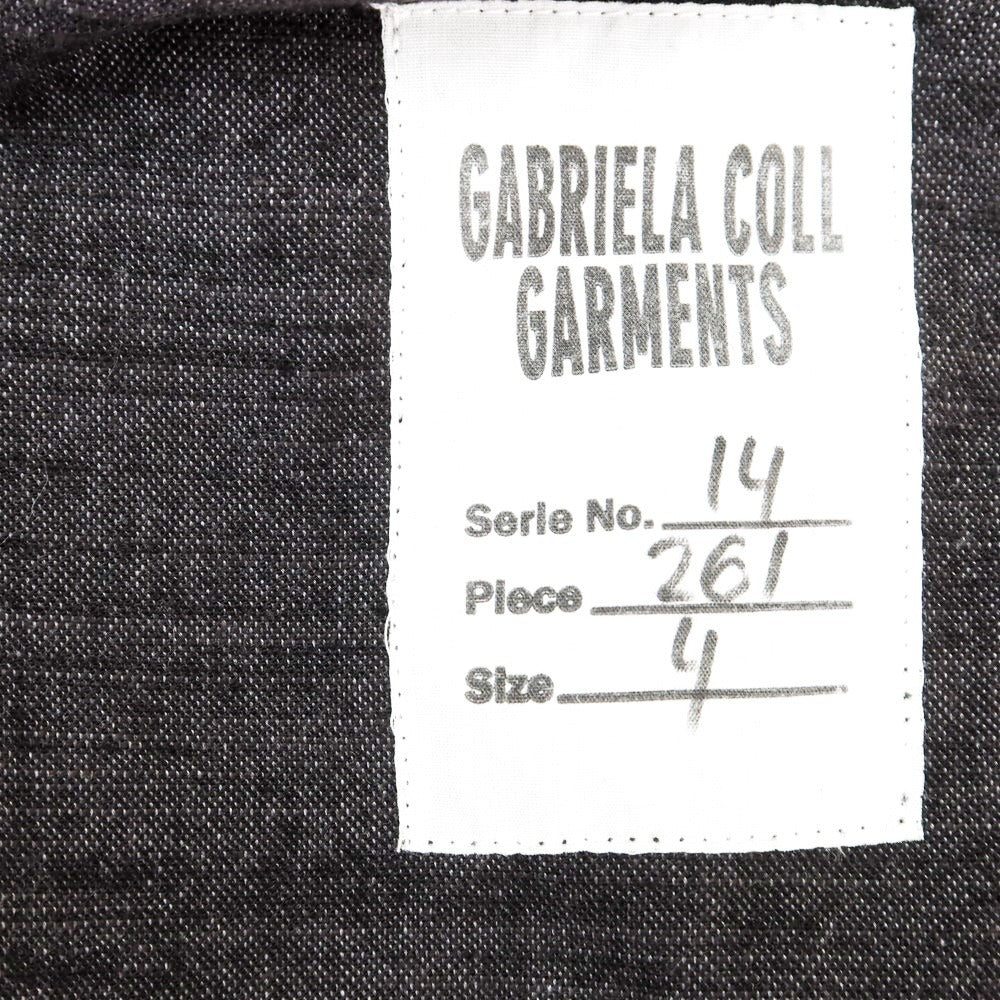 GABRIELA COLL
GARMENTS
Serie No. 14
Piece 261
Size 4